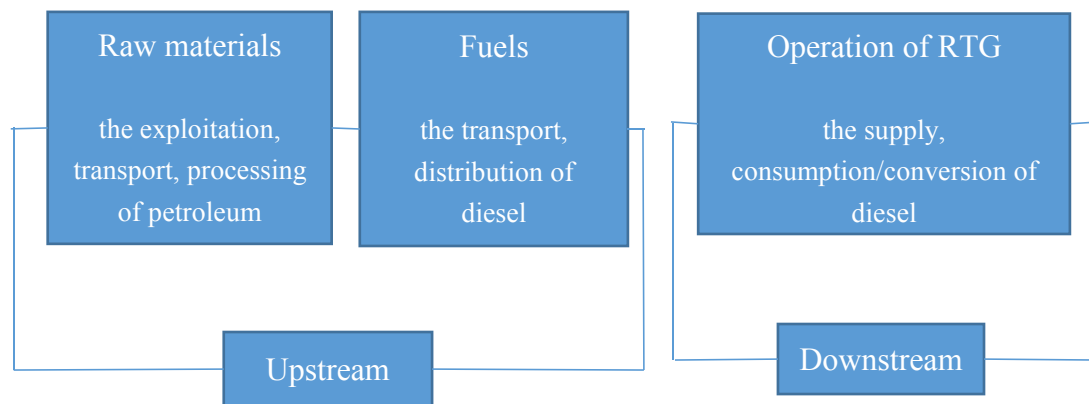 Raw materials
the exploitation,
transport, processing
of petroleum
Fuels
the transport,
distribution of
diesel
Operation of RTG
the supply,
consumption/conversion of
diesel
Upstream
Downstream